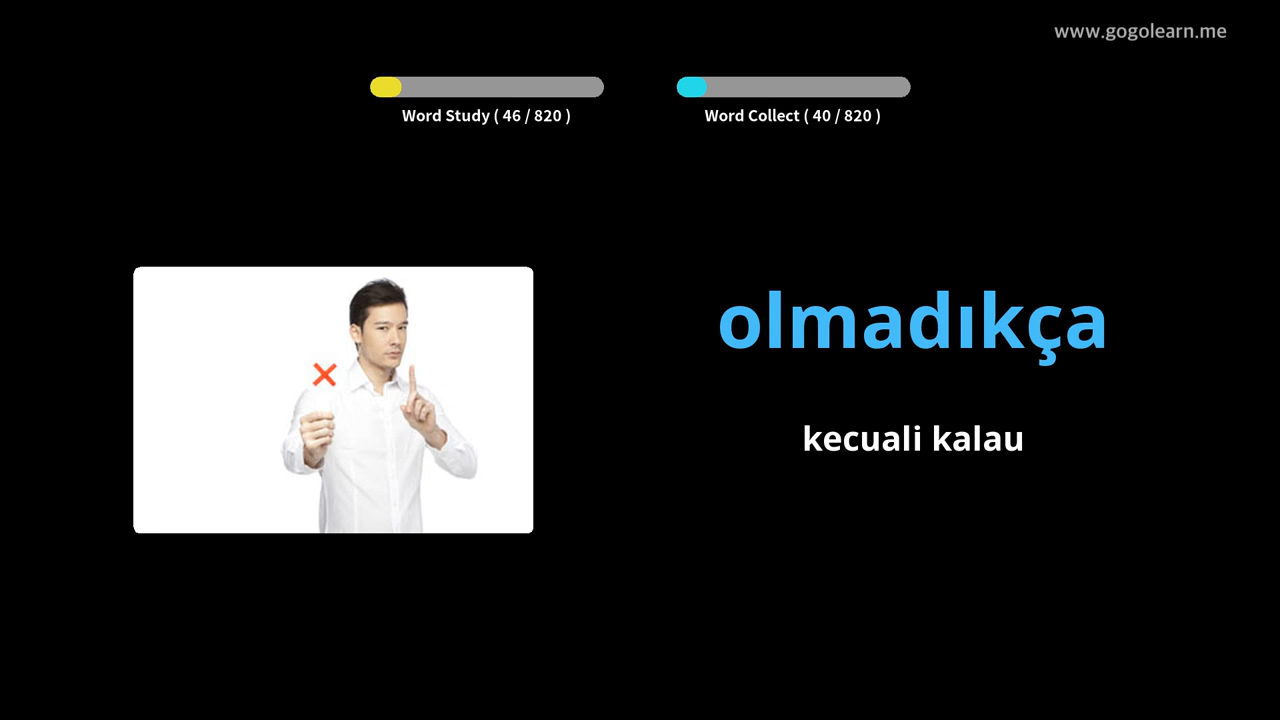 www.gogolearn.me
Word Study ( 46 / 820 )
Word Collect ( 40 / 820 )
olmadıkça
kecuali kalau